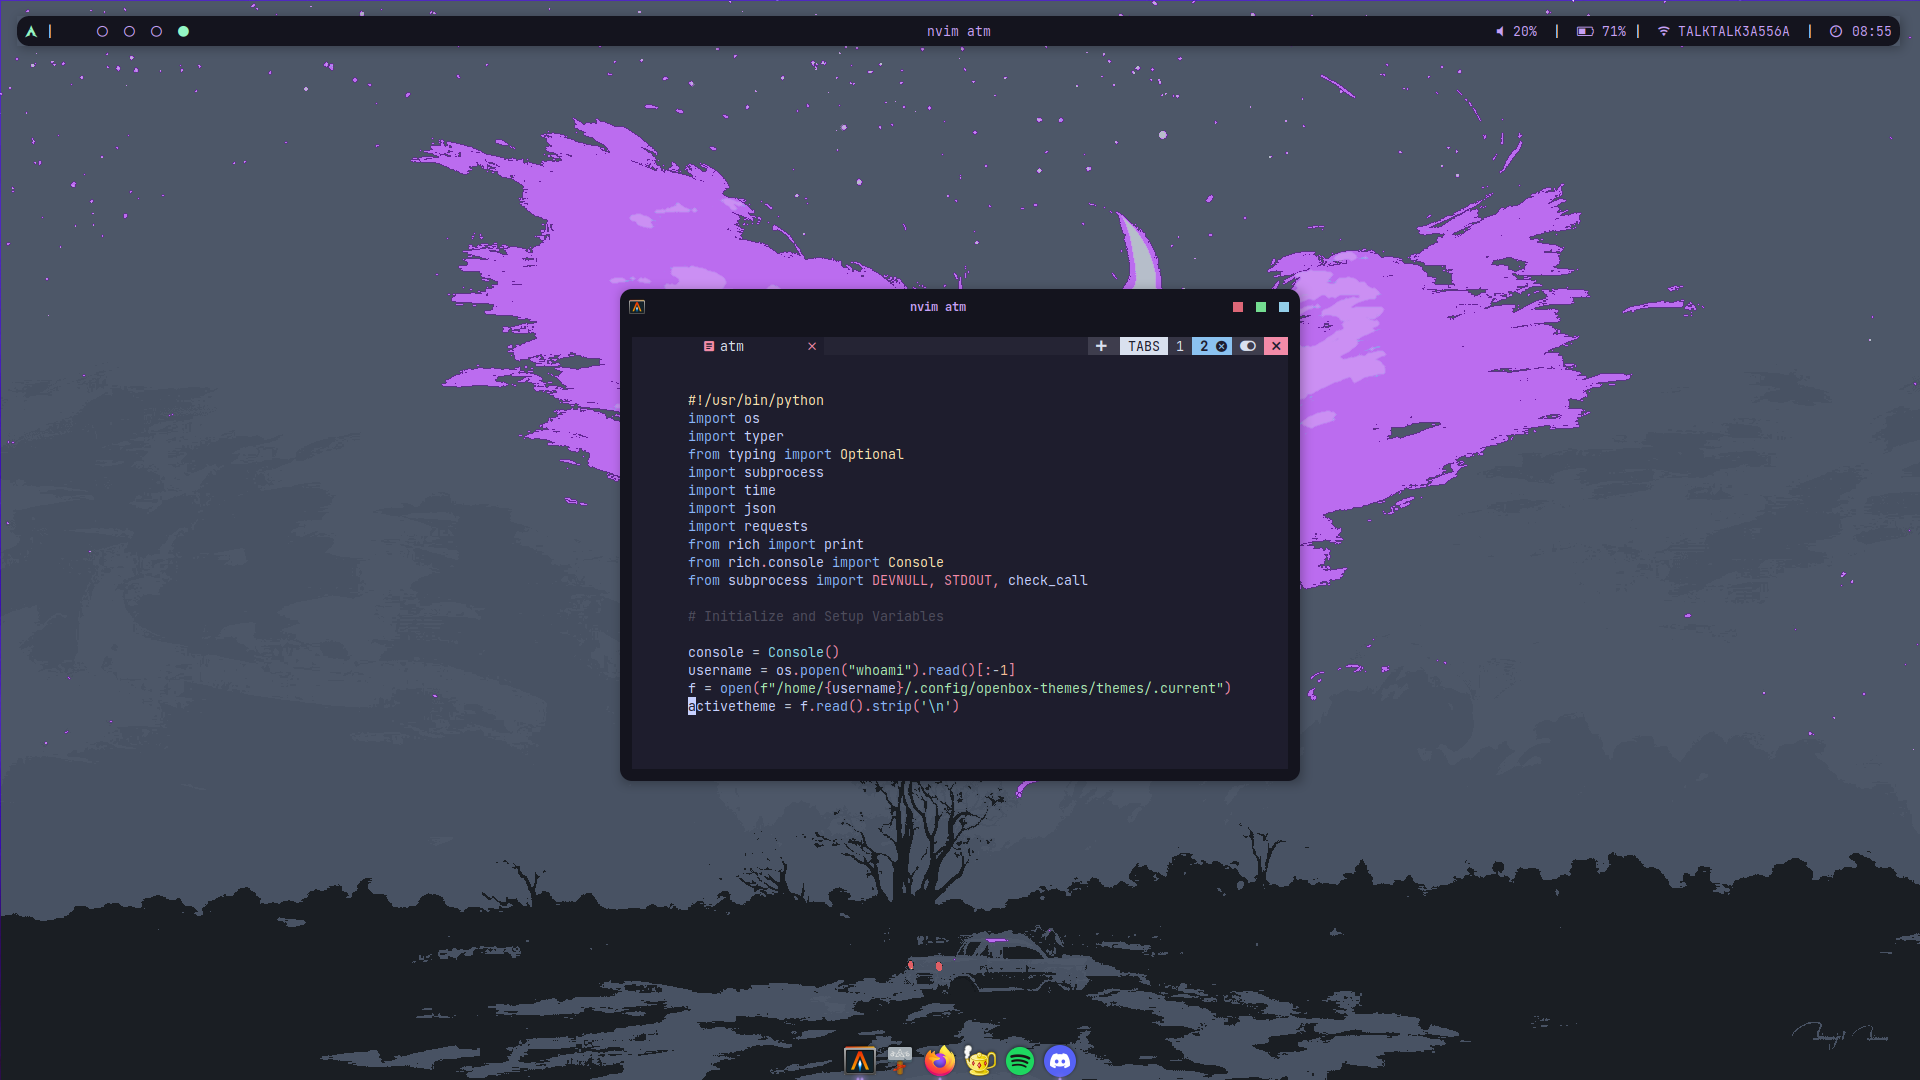 nvim atm
20% | 71% | TALKTALK3A556A | 08:55
nvim atm
atm
TABS 1 2
#!/usr/bin/python
import os
import typer
from typing import Optional
import subprocess
import time
import json
import requests
from rich import print
from rich.console import Console
from subprocess import DEVNULL, STDOUT, check_call
# Initialize and Setup Variables
console = Console()
username = os.popen("whoami").read()[:-1]
f = open(f"/home/{username}/.config/openbox-themes/themes/.current")
activetheme = f.read().strip('\n')